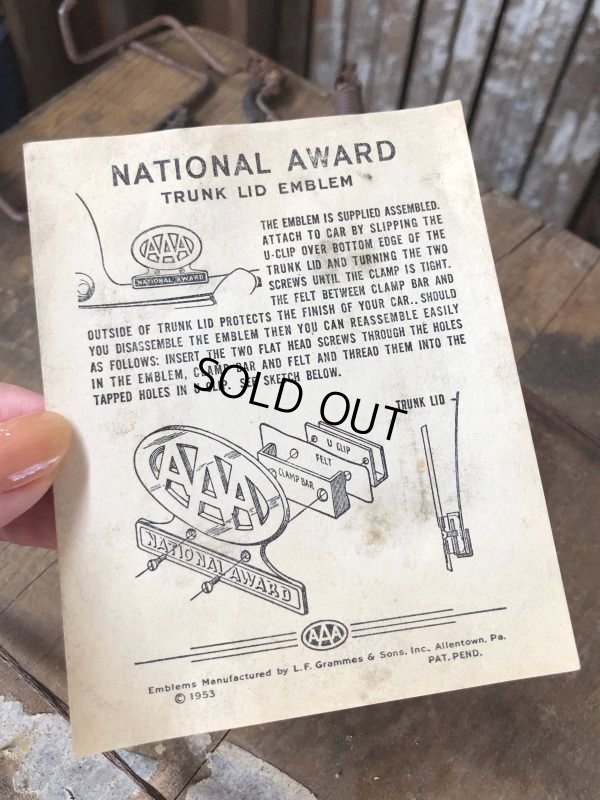 NATIONAL AWARD
TRUNK LID EMBLEM
THE EMBLEM IS SUPPLIED ASSEMBLED.
ATTACH TO CAR BY SLIPPING THE
U-CLIP OVER BOTTOM EDGE OF THE
TRUNK LID AND TURNING THE TWO
SCREWS UNTIL THE CLAMP IS TIGHT.
THE FELT BETWEEN CLAMP BAR AND
OUTSIDE OF TRUNK LID PROTECTS THE FINISH OF YOUR CAR.. SHOULD
YOU DISASSEMBLE THE EMBLEM THEN YOU CAN REASSEMBLE EASILY
AS FOLLOWS: INSERT THE TWO FLAT HEAD SCREWS THROUGH THE HOLES
IN THE EMBLEM, CLAMP BAR AND FELT AND THREAD THEM INTO THE
TAPPED HOLES IN U-CLIP. SEE SKETCH BELOW.
AAA
NATIONAL AWARD
SOLD OUT
TRUNK LID
U CLIP
FELT
CLAMP BAR
AAA
NATIONAL AWARD
AAA
Emblems Manufactured by L.F. Grammes & Sons, Inc., Allentown, Pa.
© 1953
PAT. PEND.